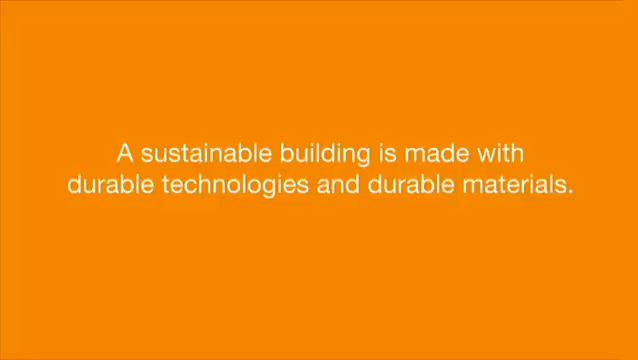 A sustainable building is made with
durable technologies and durable materials.